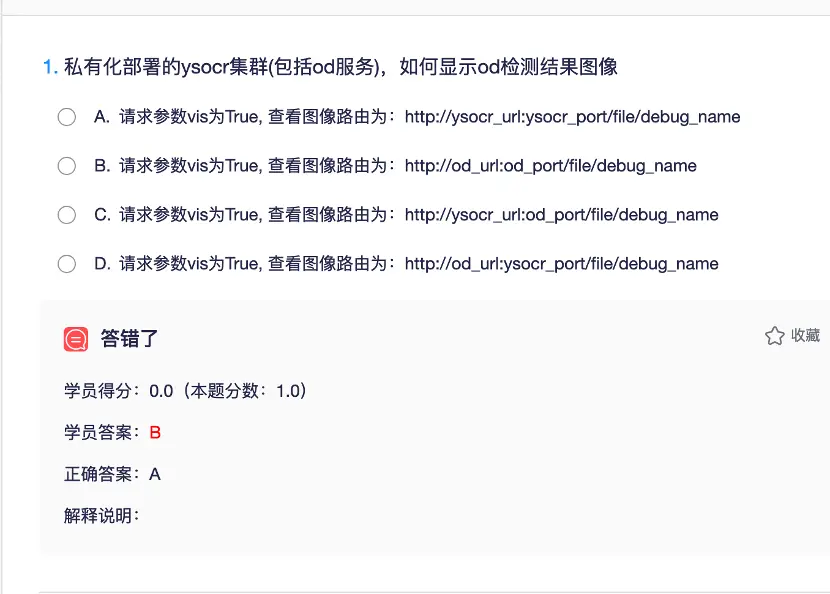 1. 私有化部署的ysocr集群(包括od服务)，如何显示od检测结果图像
A. 请求参数vis为True, 查看图像路由为：http://ysocr_url:ysocr_port/file/debug_name
B. 请求参数vis为True, 查看图像路由为：http://od_url:od_port/file/debug_name
C. 请求参数vis为True, 查看图像路由为：http://ysocr_url:od_port/file/debug_name
D. 请求参数vis为True, 查看图像路由为：http://od_url:ysocr_port/file/debug_name
答错了
收藏
学员得分：0.0（本题分数：1.0）
学员答案：B
正确答案：A
解释说明：